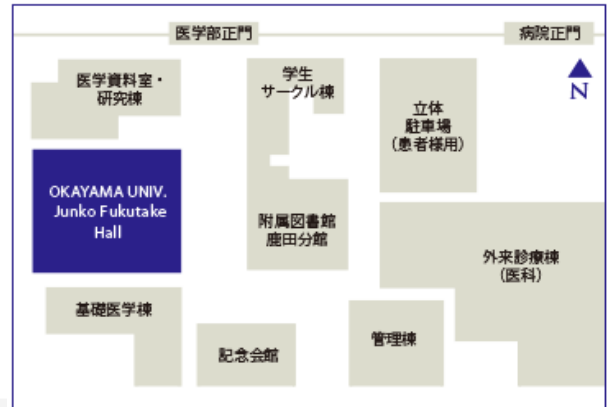 医学部正門
病院正門
医学資料室・
研究棟
学生
サークル棟
立体
駐車場
(患者様用)
N
OKAYAMA UNIV.
Junko Fukutake
Hall
附属図書館
鹿田分館
外来診療棟
(医科)
基礎医学棟
記念会館
管理棟